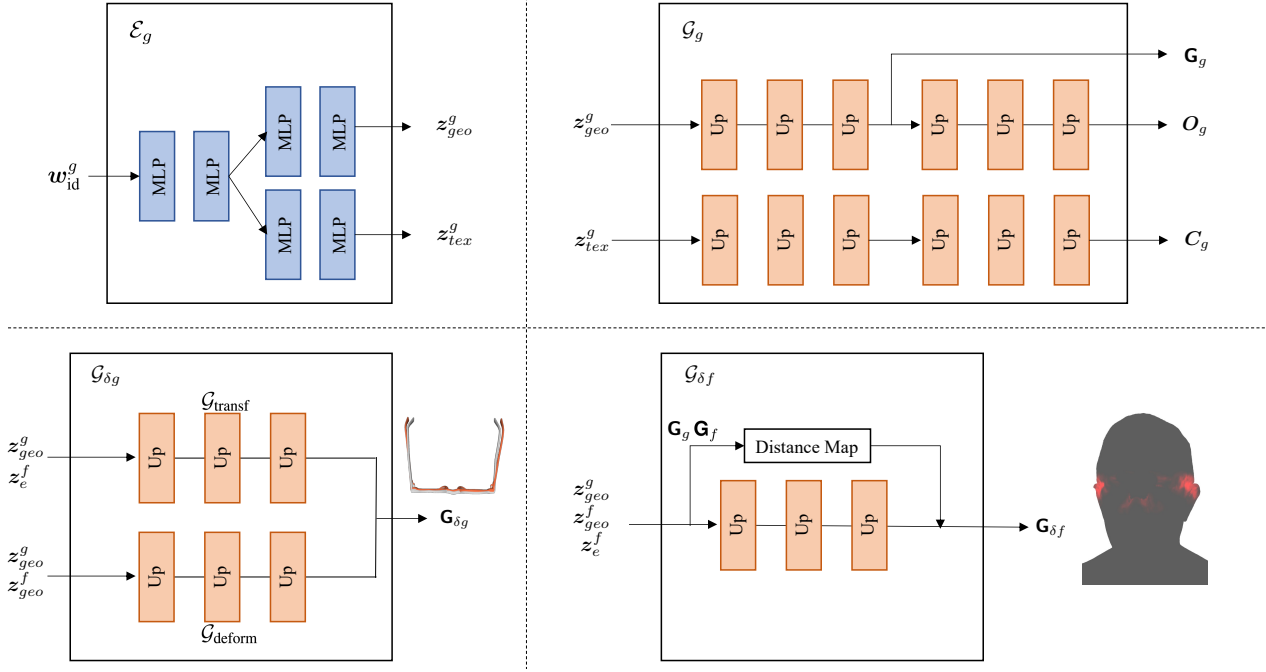 ℰ_g
w_id^g
MLP
MLP
MLP
MLP
MLP
MLP
z_geo^g
z_tex^g
𝒢_g
z_geo^g
Up
Up
Up
Up
Up
Up
G_g
O_g
z_tex^g
Up
Up
Up
Up
Up
Up
C_g
𝒢_δg
𝒢_transf
z_geo^g
z_e^f
Up
Up
Up
G_δg
z_geo^g
z_geo^f
Up
Up
Up
𝒢_deform
𝒢_δf
G_g G_f
Distance Map
z_geo^g
z_geo^f
z_e^f
Up
Up
Up
G_δf